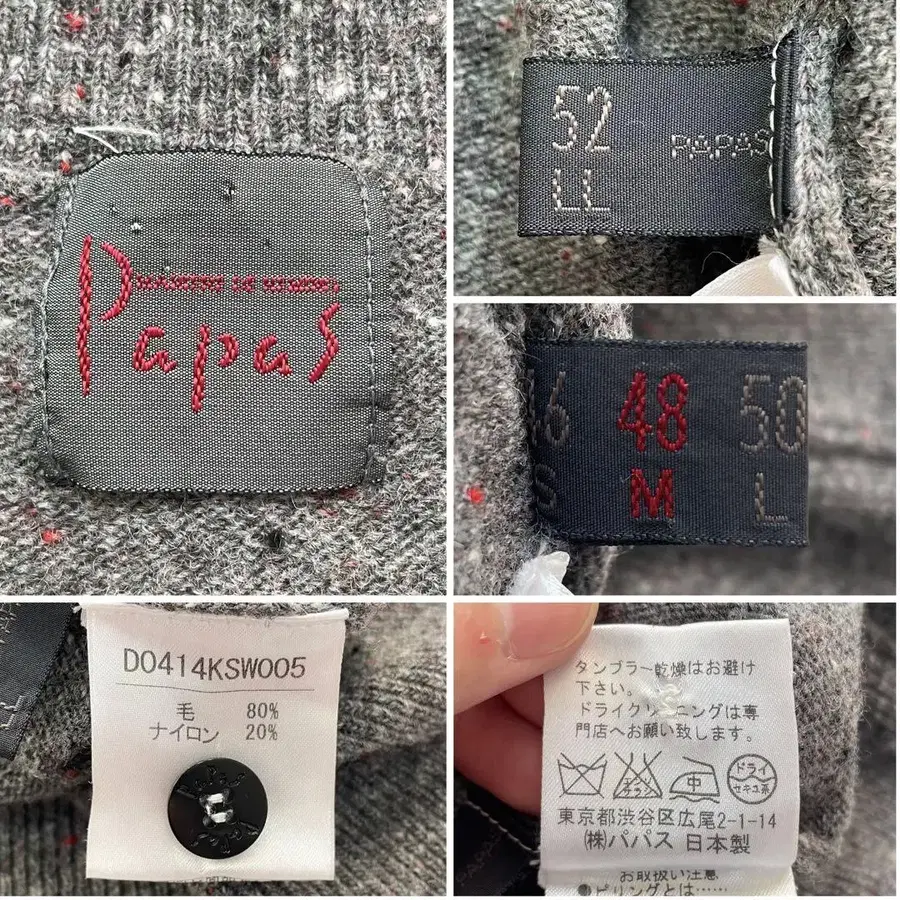 Papas
52
LL
PAPAS
48
50
M
L
D0414KSW005
毛 80%
ナイロン 20%
タンブラー乾燥はお避け
下さい。
ドライクリーニングは専
門店へお願い致します。
ドライ
セキユ系
東京都渋谷区広尾2-1-14
(株)パパス 日本製
お取扱い注意
ピリングとは……